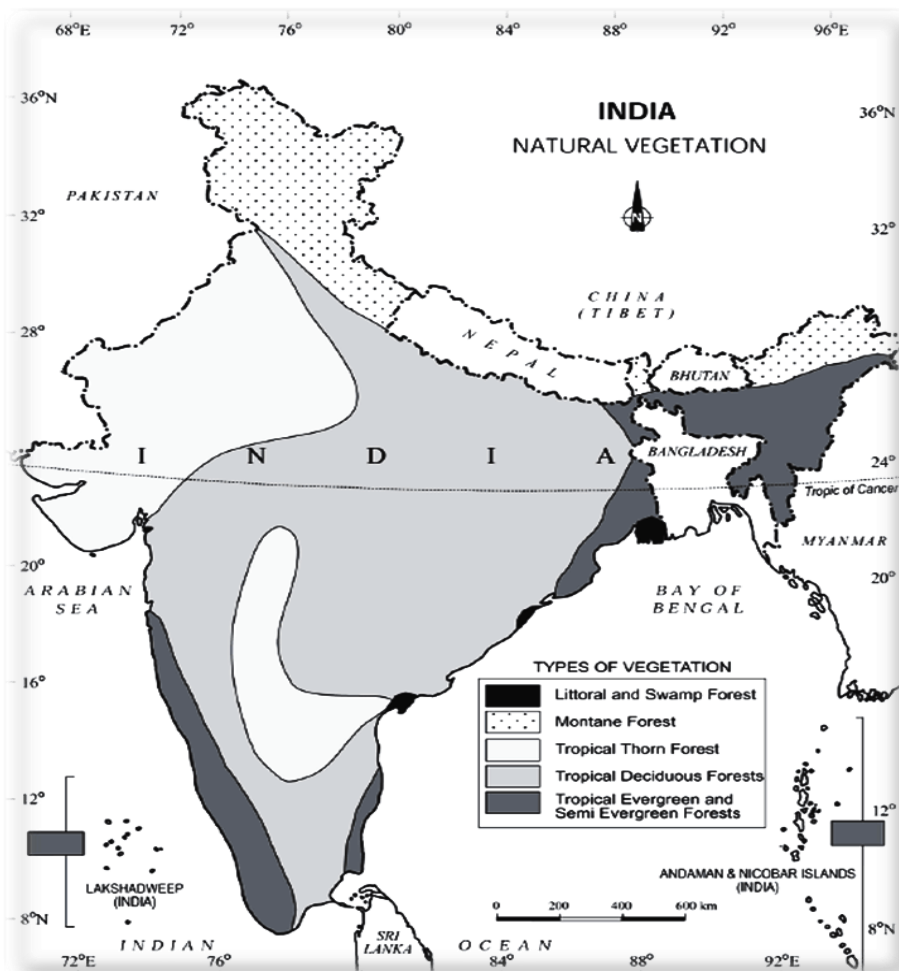 68°E 72° 76° 80° 84° 88° 92° 96°E
36°N
36°N
INDIA
NATURAL VEGETATION
N
PAKISTAN
32°
32°
CHINA
(TIBET)
28°
28°
NEPAL
BHUTAN
INDIA
BANGLADESH
24°
24°
Tropic of Cancer
MYANMAR
20°
20°
ARABIAN
SEA
BAY OF
BENGAL
16°
16°
TYPES OF VEGETATION
Littoral and Swamp Forest
Montane Forest
Tropical Thorn Forest
Tropical Deciduous Forests
Tropical Evergreen and
Semi Evergreen Forests
12°
12°
LAKSHADWEEP
(INDIA)
ANDAMAN & NICOBAR ISLANDS
(INDIA)
0 200 400 600 km
8°N
8°N
INDIAN OCEAN
SRI
LANKA
72°E 76° 80° 84° 88° 92°E